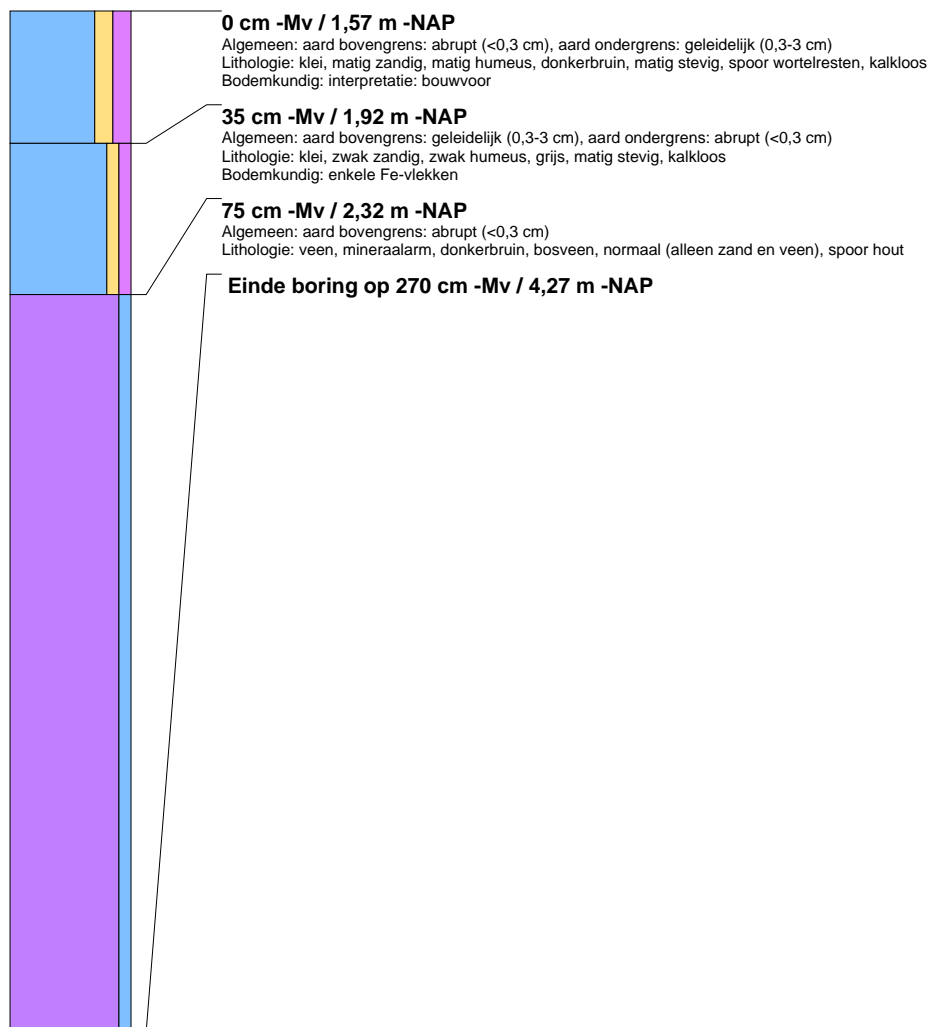 0 cm -Mv / 1,57 m -NAP
Algemeen: aard bovengrens: abrupt (<0,3 cm), aard ondergrens: geleidelijk (0,3-3 cm)
Lithologie: klei, matig zandig, matig humeus, donkerbruin, matig stevig, spoor wortelresten, kalkloos
Bodemkundig: interpretatie: bouwvoor
35 cm -Mv / 1,92 m -NAP
Algemeen: aard bovengrens: geleidelijk (0,3-3 cm), aard ondergrens: abrupt (<0,3 cm)
Lithologie: klei, zwak zandig, zwak humeus, grijs, matig stevig, kalkloos
Bodemkundig: enkele Fe-vlekken
75 cm -Mv / 2,32 m -NAP
Algemeen: aard bovengrens: abrupt (<0,3 cm)
Lithologie: veen, mineraalarm, donkerbruin, bosveen, normaal (alleen zand en veen), spoor hout
Einde boring op 270 cm -Mv / 4,27 m -NAP